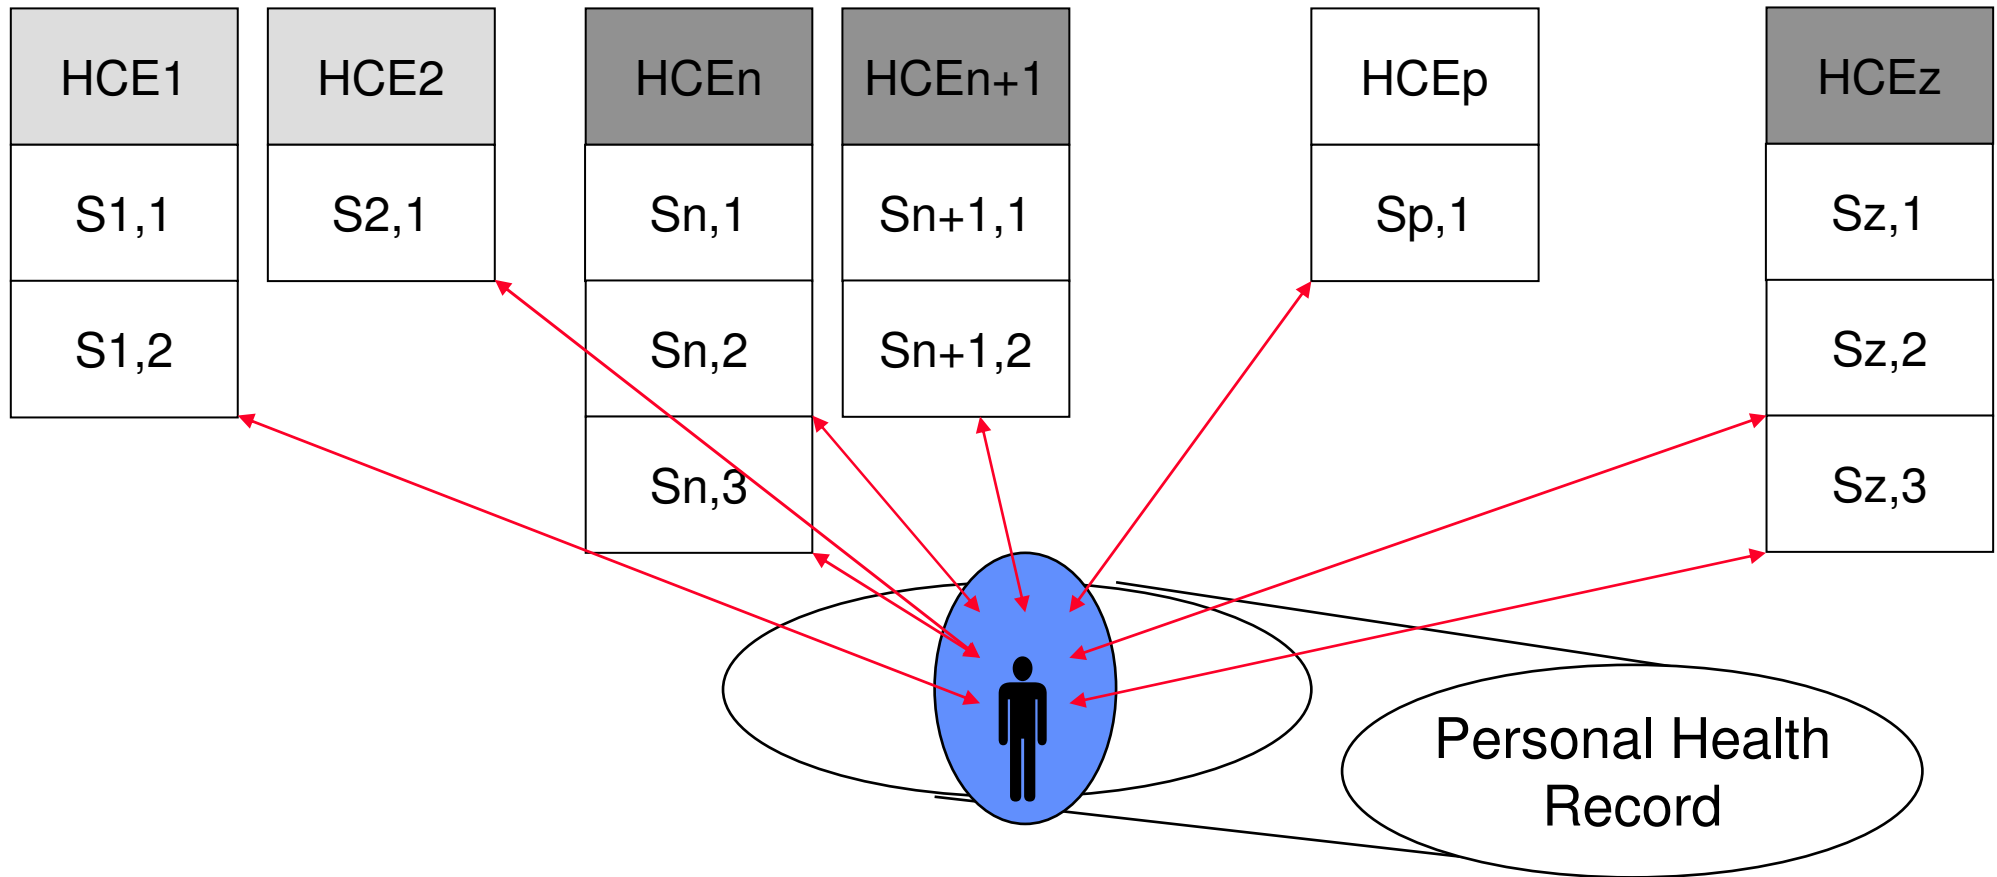 HCE1
HCE2
HCEn
HCEn+1
HCEp
HCEz
S1,1
S2,1
Sn,1
Sn+1,1
Sp,1
Sz,1
S1,2
Sn,2
Sn+1,2
Sz,2
Sn,3
Sz,3
Personal Health
Record